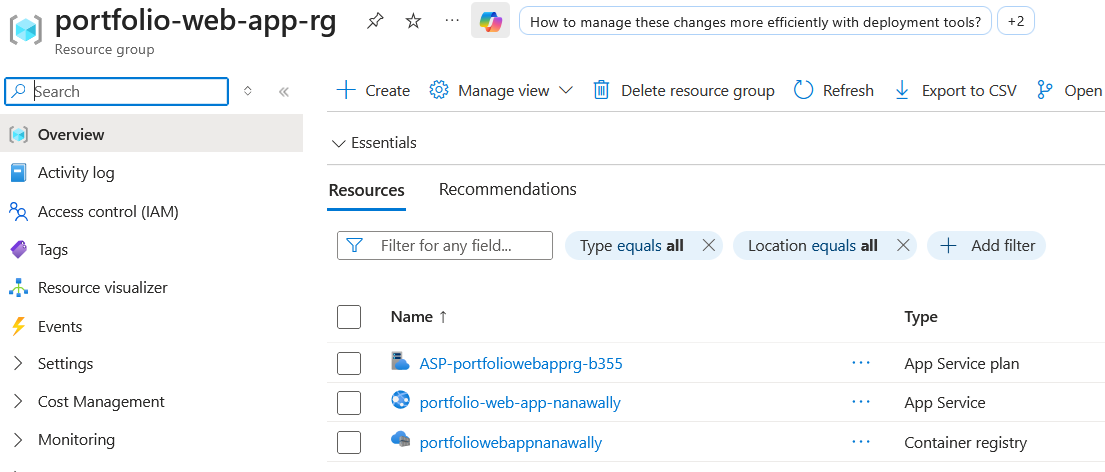 portfolio-web-app-rg
How to manage these changes more efficiently with deployment tools?
+2
Resource group
Search
Create
Manage view
Delete resource group
Refresh
Export to CSV
Open
Overview
Essentials
Activity log
Resources
Recommendations
Access control (IAM)
Tags
Filter for any field...
Type equals all
Location equals all
Add filter
Resource visualizer
Events
Name ↑
Type
Settings
ASP-portfoliowebapprg-b355
App Service plan
Cost Management
portfolio-web-app-nanawally
App Service
Monitoring
portfoliowebappnanawally
Container registry